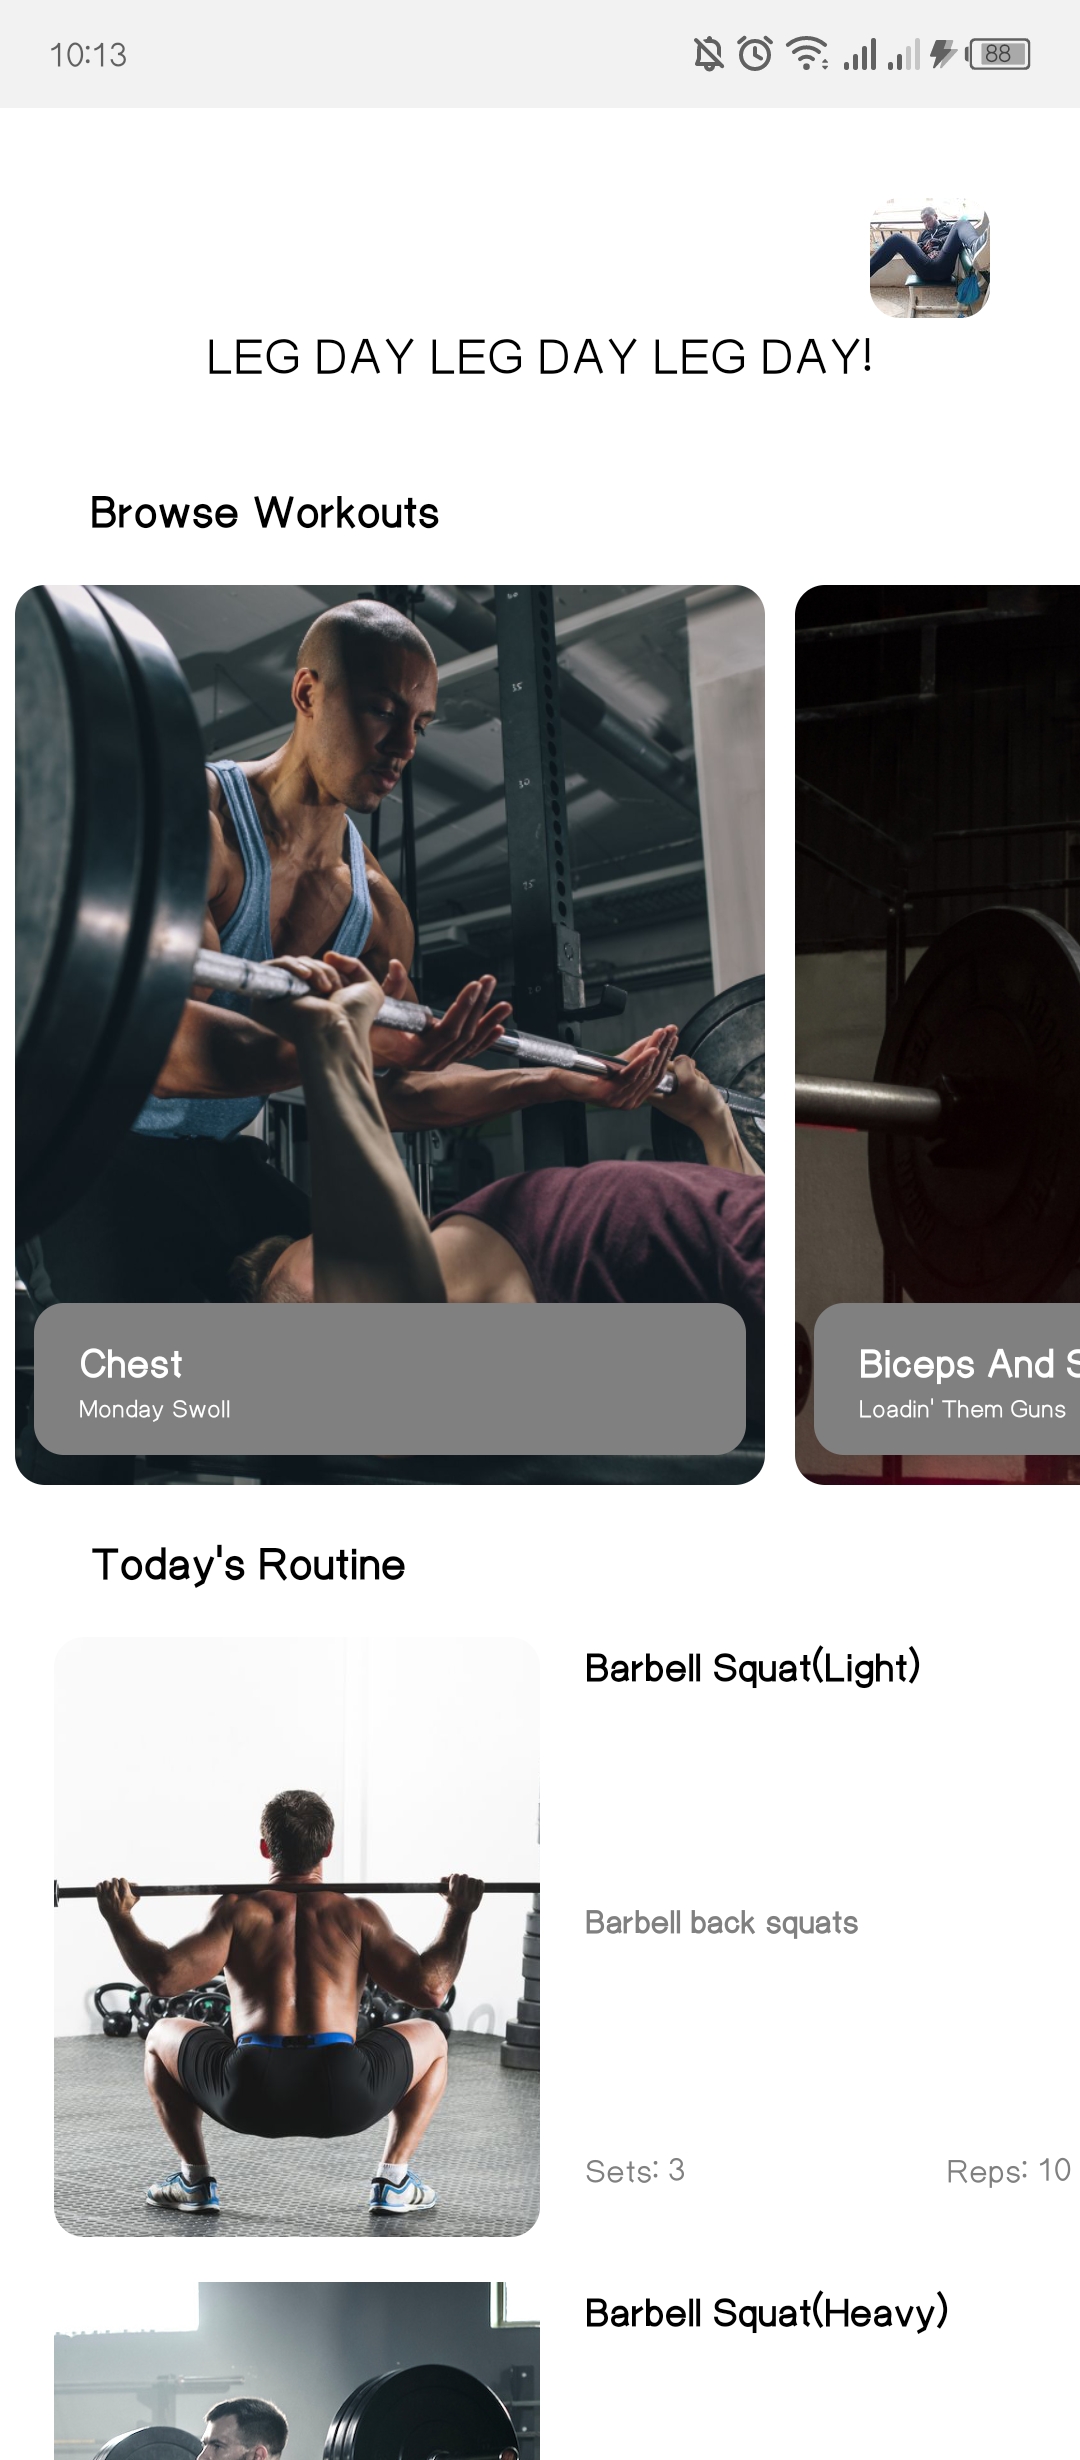 10:13
88
LEG DAY LEG DAY LEG DAY!
Browse Workouts
Chest
Monday Swoll
Biceps And S
Loadin' Them Guns
Today's Routine
Barbell Squat(Light)
Barbell back squats
Sets: 3
Reps: 10
Barbell Squat(Heavy)